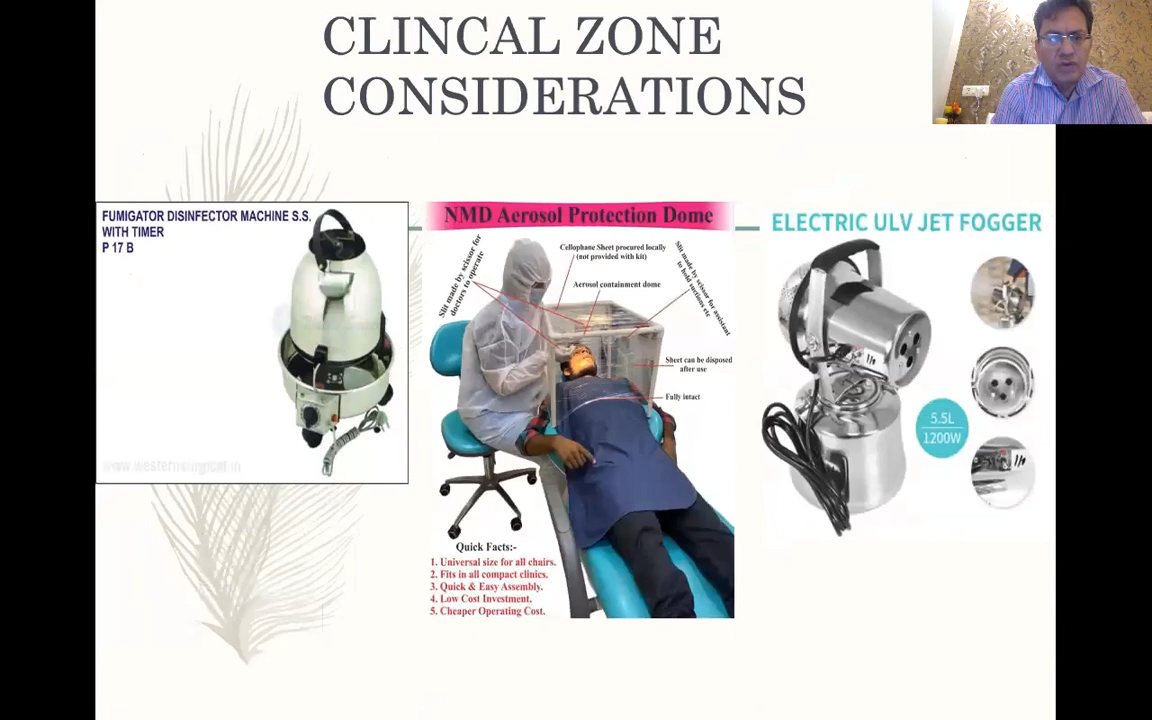 CLINCAL ZONE
CONSIDERATIONS
FUMIGATOR DISINFECTOR MACHINE S.S.
WITH TIMER
P 17 B
www.westernsurgical.in
NMD Aerosol Protection Dome
Slit made by scissor for
doctors to operate
Cellophane Sheet procured locally
(not provided with kit)
Aerosol containment dome
Slit made by scissor for assistant
to hold suctions etc
Sheet can be disposed
after use
Fully intact
Quick Facts:-
1. Universal size for all chairs.
2. Fits in all compact clinics.
3. Quick & Easy Assembly.
4. Low Cost Investment.
5. Cheaper Operating Cost.
ELECTRIC ULV JET FOGGER
5.5L
1200W